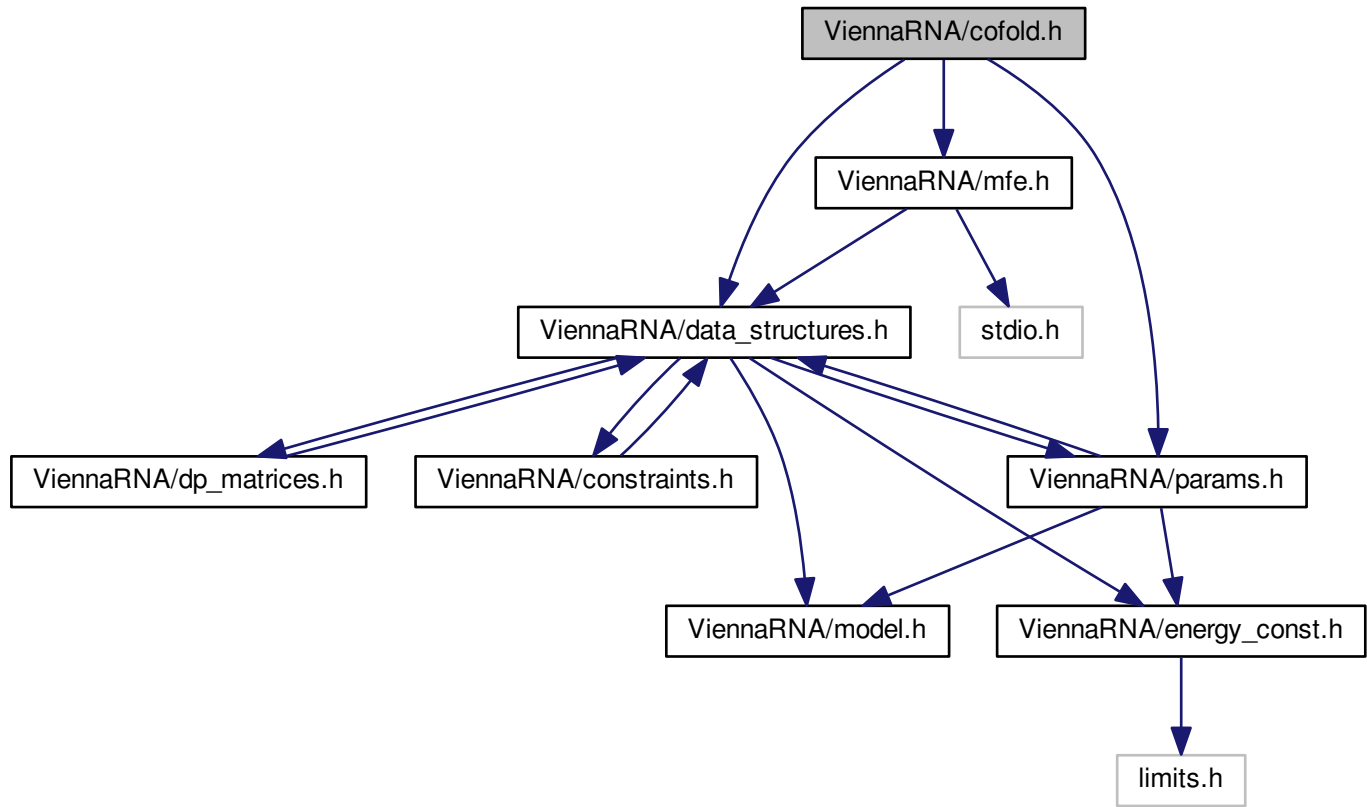 ViennaRNA/cofold.h
ViennaRNA/mfe.h
ViennaRNA/data_structures.h
stdio.h
ViennaRNA/dp_matrices.h
ViennaRNA/constraints.h
ViennaRNA/params.h
ViennaRNA/model.h
ViennaRNA/energy_const.h
limits.h